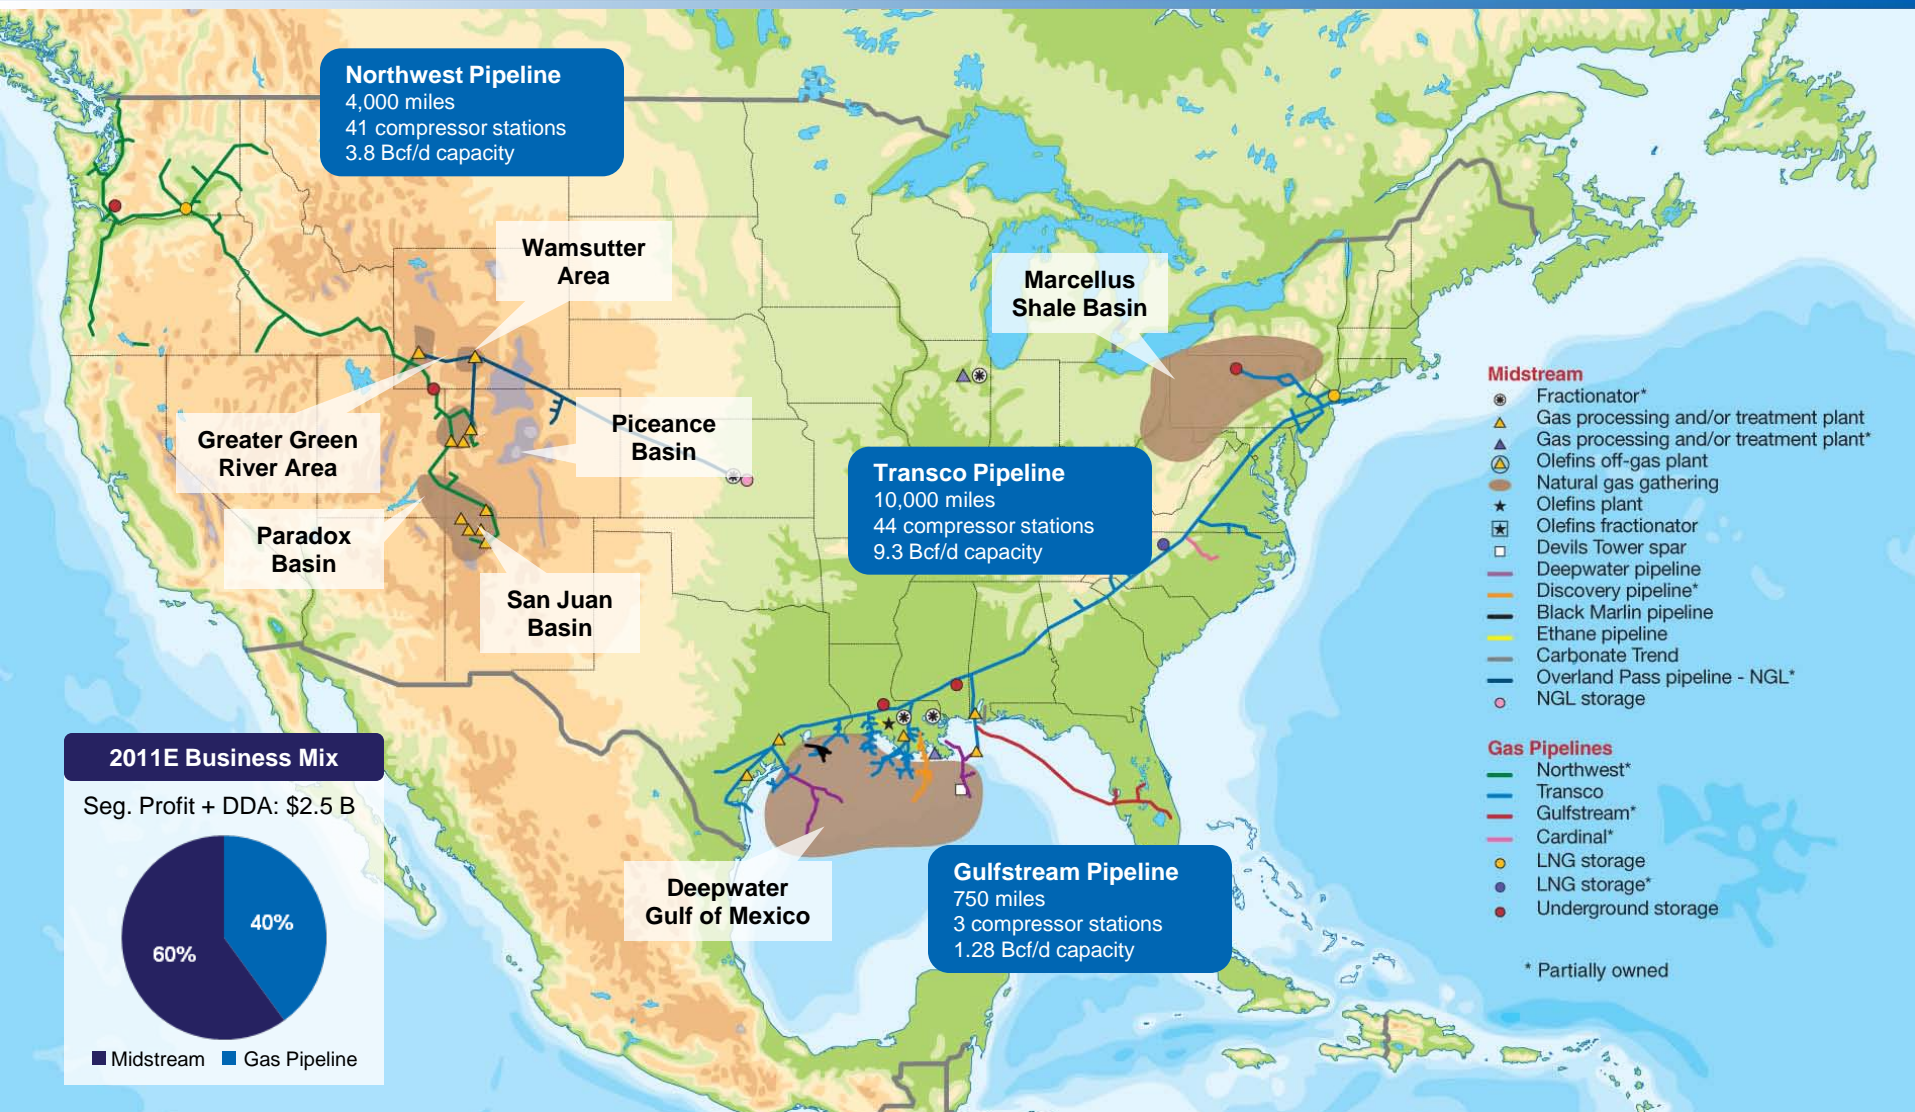 Northwest Pipeline
4,000 miles
41 compressor stations
3.8 Bcf/d capacity
Wamsutter
Area
Marcellus
Shale Basin
Greater Green
River Area
Piceance
Basin
Paradox
Basin
San Juan
Basin
Transco Pipeline
10,000 miles
44 compressor stations
9.3 Bcf/d capacity
Deepwater
Gulf of Mexico
Gulfstream Pipeline
750 miles
3 compressor stations
1.28 Bcf/d capacity
2011E Business Mix
Seg. Profit + DDA: $2.5 B
40%
60%
Midstream Gas Pipeline
Midstream
Fractionator*
Gas processing and/or treatment plant
Gas processing and/or treatment plant*
Olefins off-gas plant
Natural gas gathering
Olefins plant
Olefins fractionator
Devils Tower spar
Deepwater pipeline
Discovery pipeline*
Black Marlin pipeline
Ethane pipeline
Carbonate Trend
Overland Pass pipeline - NGL*
NGL storage
Gas Pipelines
Northwest*
Transco
Gulfstream*
Cardinal*
LNG storage
LNG storage*
Underground storage
* Partially owned